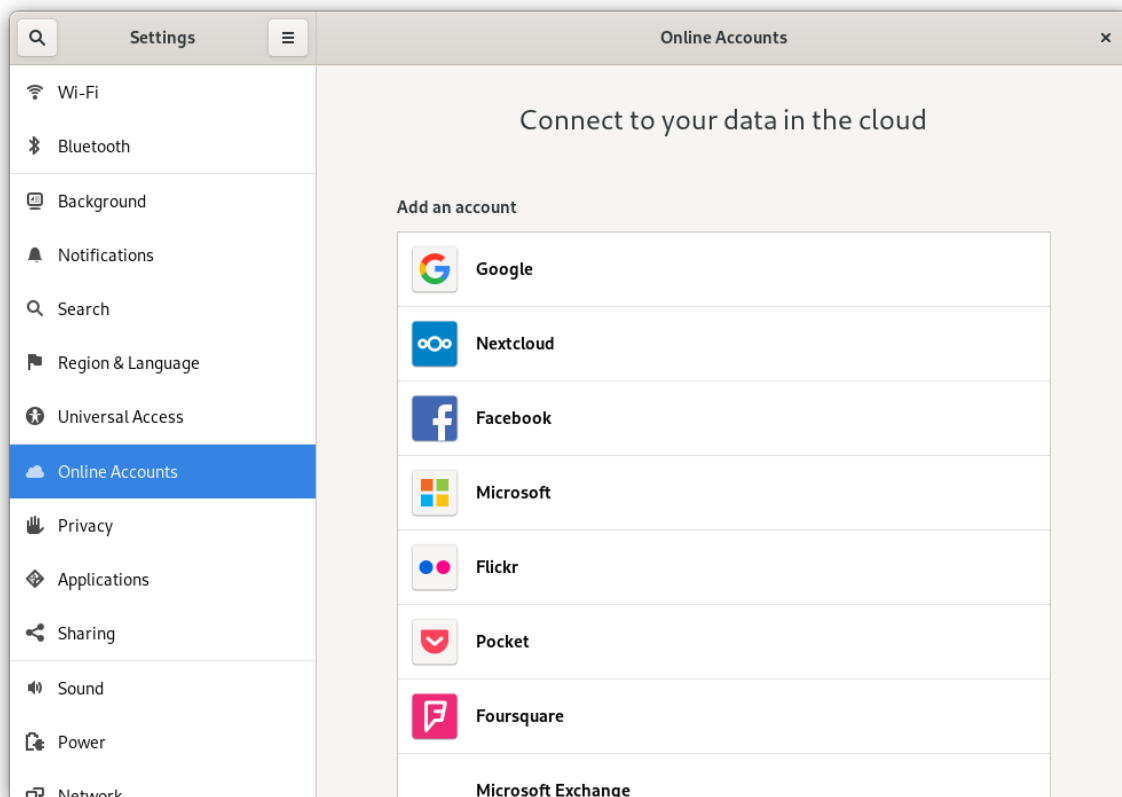 Settings
Online Accounts
Wi-Fi
Bluetooth
Background
Notifications
Search
Region & Language
Universal Access
Online Accounts
Privacy
Applications
Sharing
Sound
Power
Network
Connect to your data in the cloud
Add an account
Google
Nextcloud
Facebook
Microsoft
Flickr
Pocket
Foursquare
Microsoft Exchange